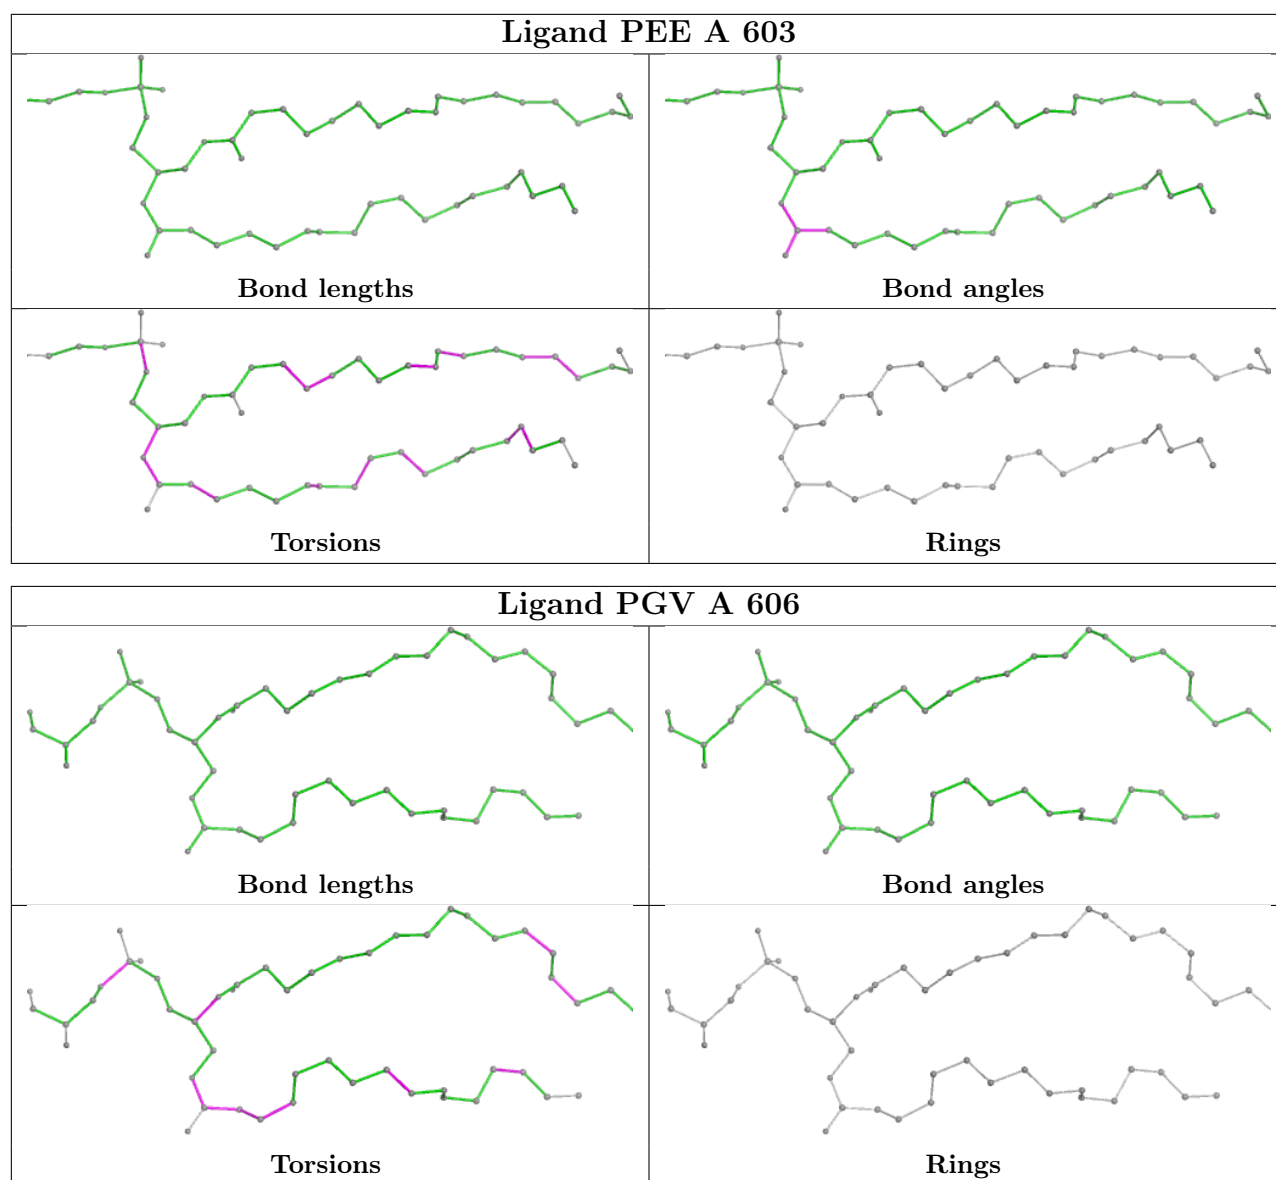 Ligand PEE A 603
Bond lengths
Bond angles
Torsions
Rings
Ligand PGV A 606
Bond lengths
Bond angles
Torsions
Rings